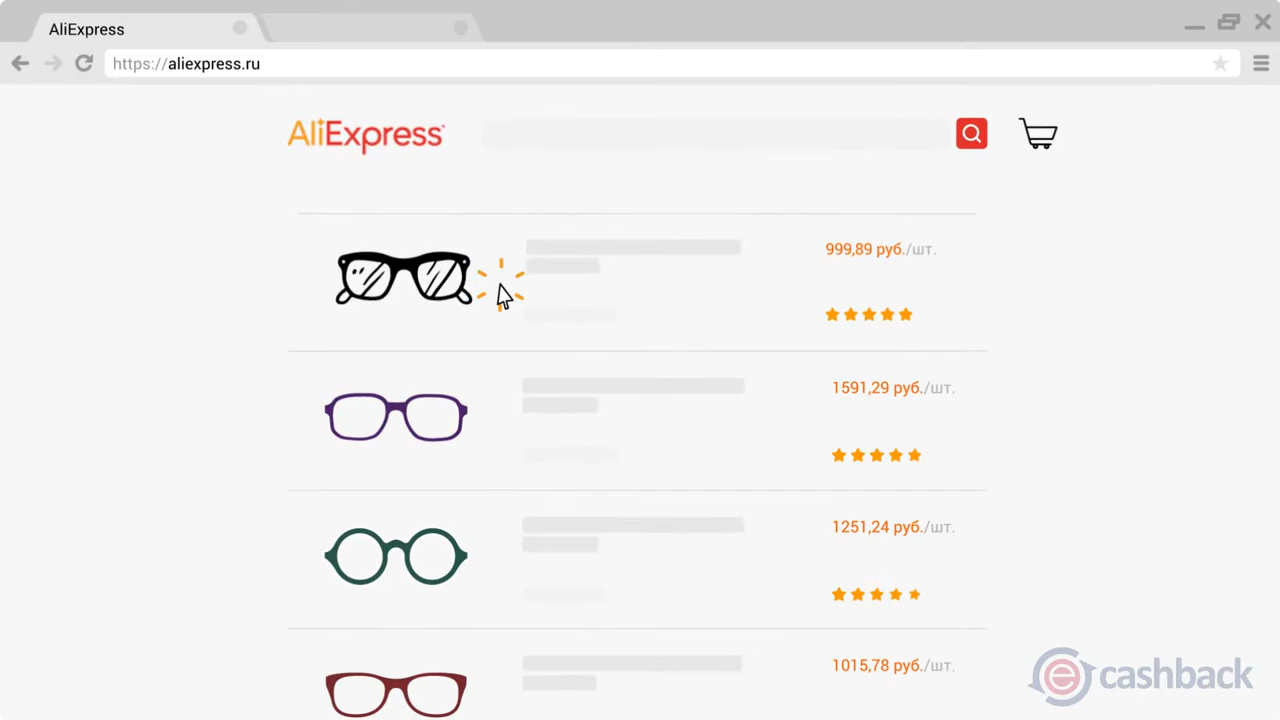 AliExpress
https://aliexpress.ru
AliExpress
999,89 руб./шт.
1591,29 руб./шт.
1251,24 руб./шт.
1015,78 руб./шт.
e cashback